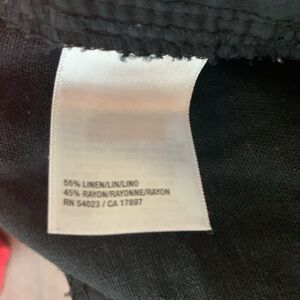 55% LINEN/LIN/LINO
45% RAYON/RAYONNE/RAYON
RN 54023 / CA 17897